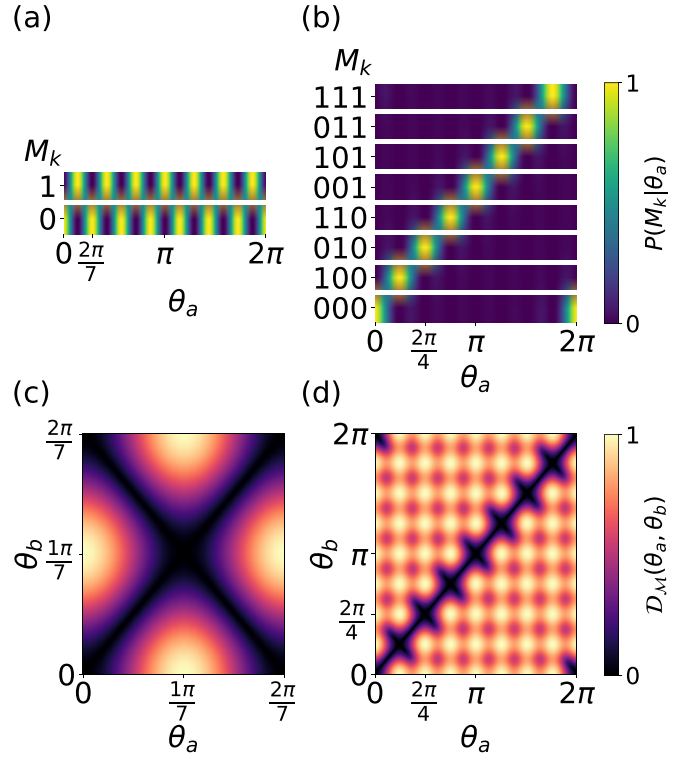 (a)
M_k
1
0
0 2π/7 π 2π
θ_a
(b)
M_k
111
011
101
001
110
010
100
000
0 2π/4 π 2π
θ_a
1
0
P(M_k|θ_a)
(c)
2π/7
1π/7
0
θ_b
0 1π/7 2π/7
θ_a
(d)
2π
π
2π/4
0
θ_b
0 2π/4 π 2π
θ_a
1
0
𝒟_ℳ(θ_a, θ_b)